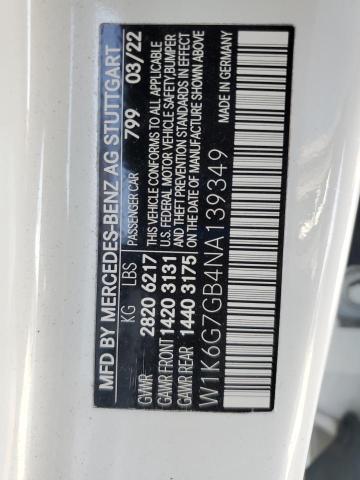 MFD BY MERCEDES-BENZ AG STUTTGART
KG LBS PASSENGER CAR 799 03/22
GVWR 2820 6217 THIS VEHICLE CONFORMS TO ALL APPLICABLE
GAWR FRONT 1420 3131 U.S. FEDERAL MOTOR VEHICLE SAFETY,BUMPER
GAWR REAR 1440 3175 AND THEFT PREVENTION STANDARDS IN EFFECT
ON THE DATE OF MANUFACTURE SHOWN ABOVE
W1K6G7GB4NA139349 MADE IN GERMANY